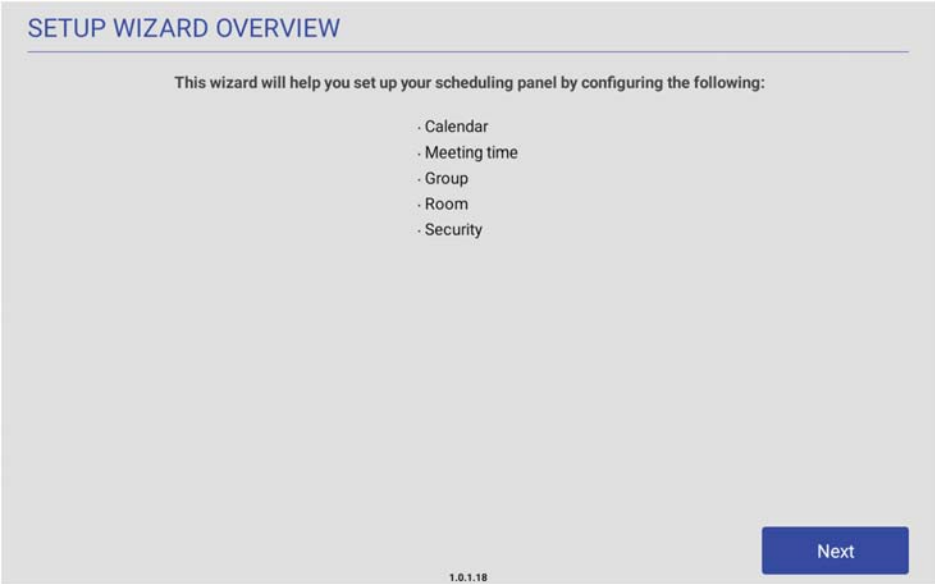 SETUP WIZARD OVERVIEW
This wizard will help you set up your scheduling panel by configuring the following:
· Calendar
· Meeting time
· Group
· Room
· Security
Next
1.0.1.18